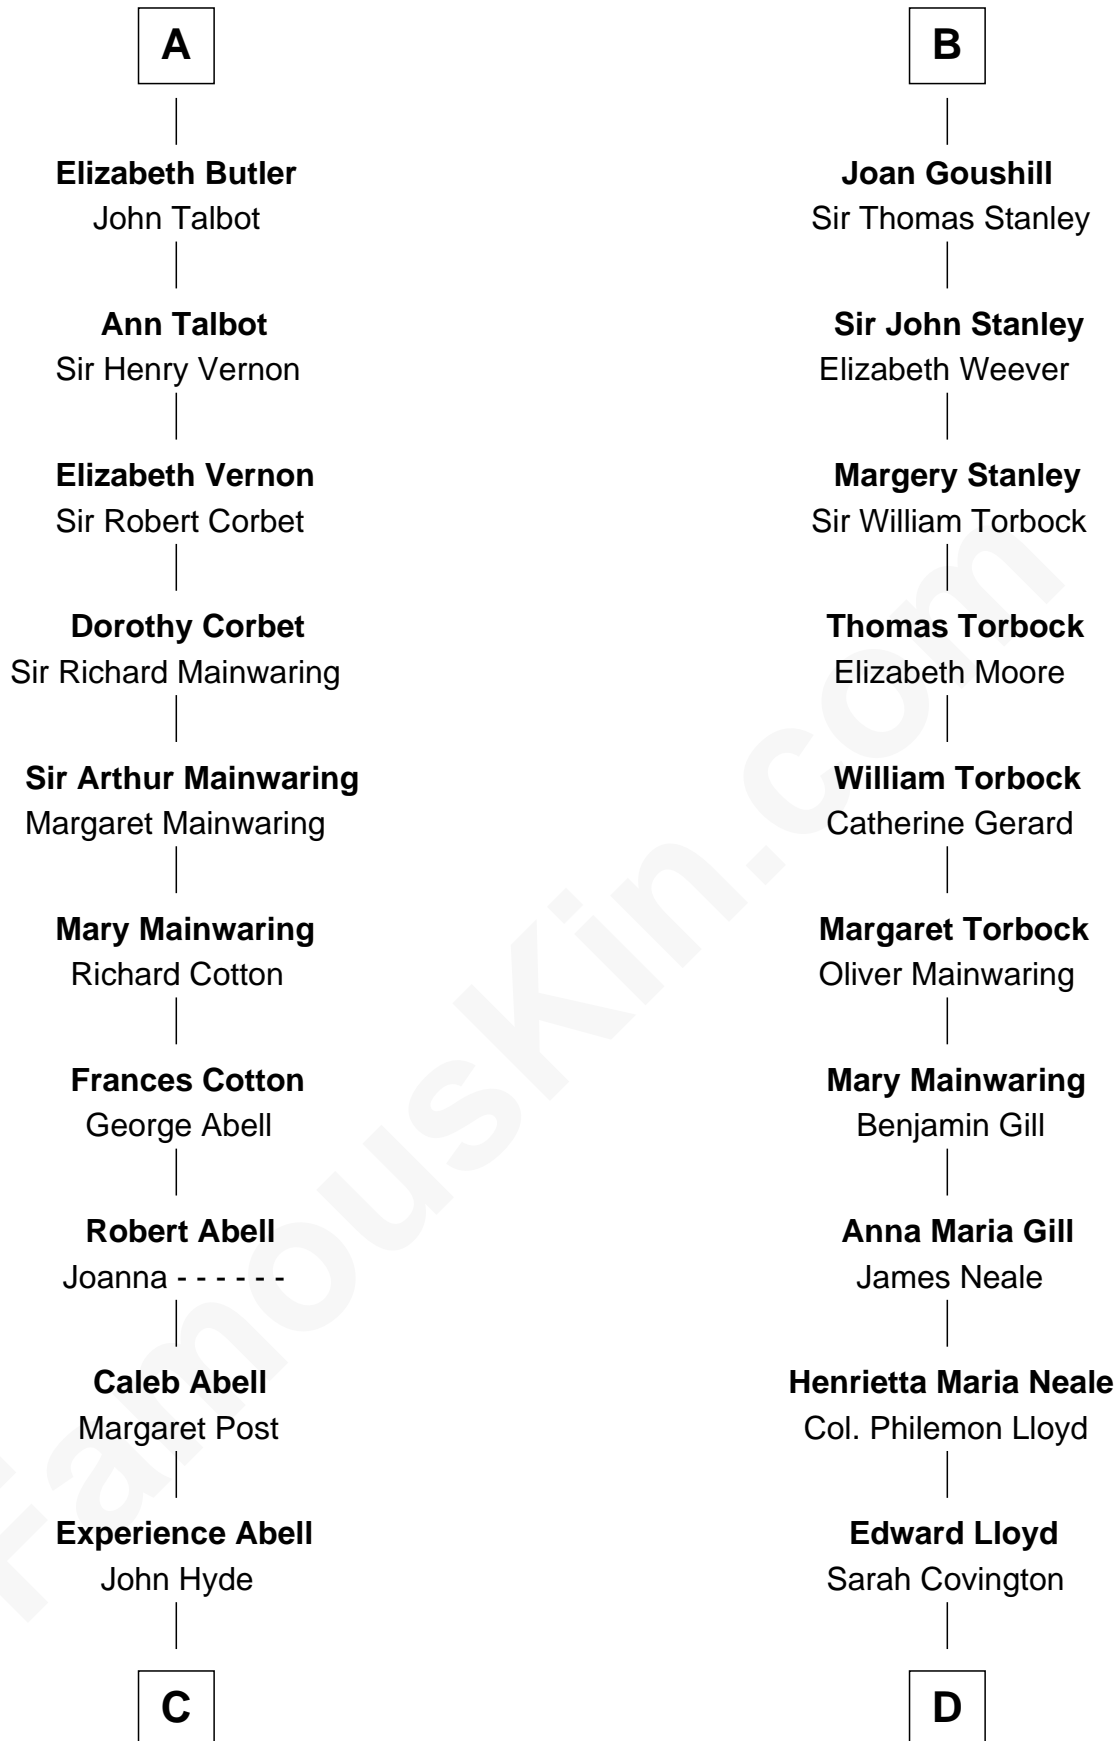 A
Elizabeth Butler
John Talbot
Ann Talbot
Sir Henry Vernon
Elizabeth Vernon
Sir Robert Corbet
Dorothy Corbet
Sir Richard Mainwaring
Sir Arthur Mainwaring
Margaret Mainwaring
Mary Mainwaring
Richard Cotton
Frances Cotton
George Abell
Robert Abell
Joanna - - - - - -
Caleb Abell
Margaret Post
Experience Abell
John Hyde
C
B
Joan Goushill
Sir Thomas Stanley
Sir John Stanley
Elizabeth Weever
Margery Stanley
Sir William Torbock
Thomas Torbock
Elizabeth Moore
William Torbock
Catherine Gerard
Margaret Torbock
Oliver Mainwaring
Mary Mainwaring
Benjamin Gill
Anna Maria Gill
James Neale
Henrietta Maria Neale
Col. Philemon Lloyd
Edward Lloyd
Sarah Covington
D
FamousKin.com